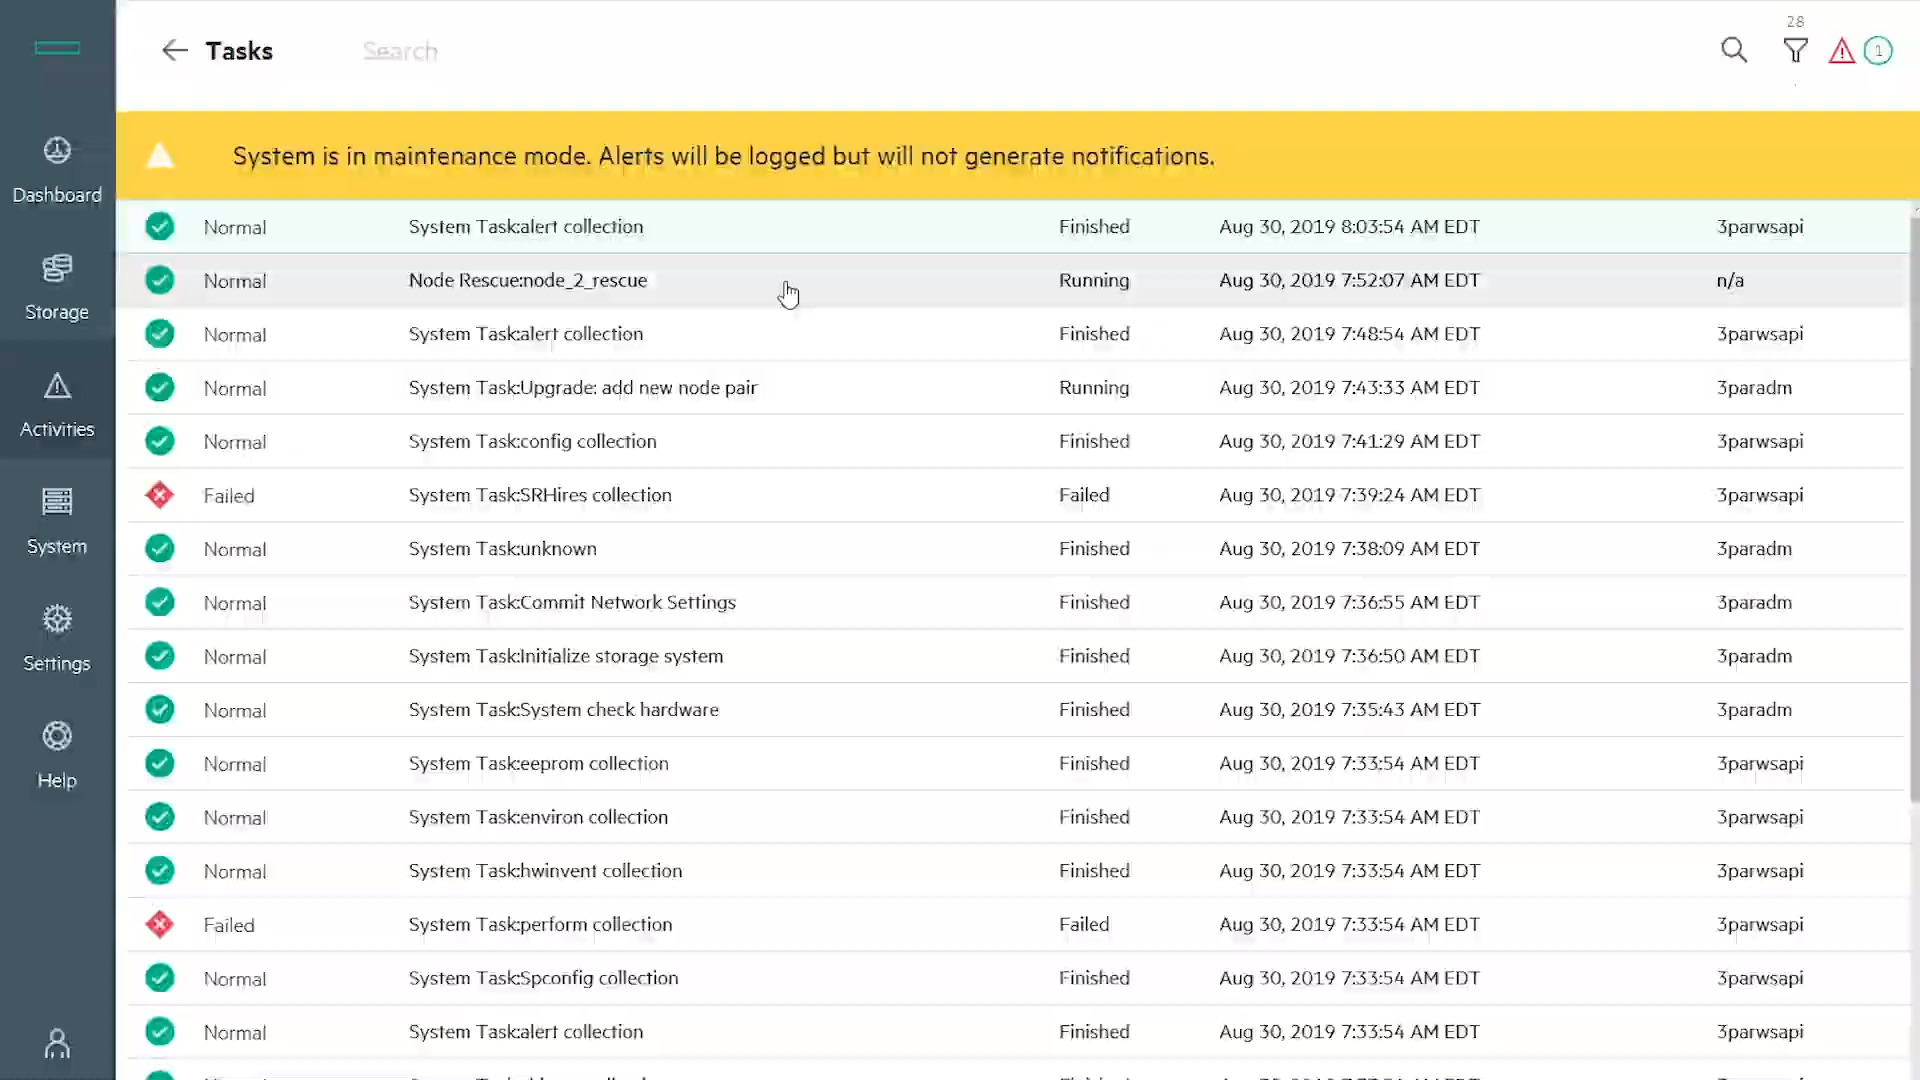 28
Tasks Search 1
System is in maintenance mode. Alerts will be logged but will not generate notifications.
Dashboard
Storage
Activities
System
Settings
Help
Normal System Task:alert collection Finished Aug 30, 2019 8:03:54 AM EDT 3parwsapi
Normal Node Rescue:node_2_rescue Running Aug 30, 2019 7:52:07 AM EDT n/a
Normal System Task:alert collection Finished Aug 30, 2019 7:48:54 AM EDT 3parwsapi
Normal System Task:Upgrade: add new node pair Running Aug 30, 2019 7:43:33 AM EDT 3paradm
Normal System Task:config collection Finished Aug 30, 2019 7:41:29 AM EDT 3parwsapi
Failed System Task:SRHires collection Failed Aug 30, 2019 7:39:24 AM EDT 3parwsapi
Normal System Task:unknown Finished Aug 30, 2019 7:38:09 AM EDT 3paradm
Normal System Task:Commit Network Settings Finished Aug 30, 2019 7:36:55 AM EDT 3paradm
Normal System Task:Initialize storage system Finished Aug 30, 2019 7:36:50 AM EDT 3paradm
Normal System Task:System check hardware Finished Aug 30, 2019 7:35:43 AM EDT 3paradm
Normal System Task:eeprom collection Finished Aug 30, 2019 7:33:54 AM EDT 3parwsapi
Normal System Task:environ collection Finished Aug 30, 2019 7:33:54 AM EDT 3parwsapi
Normal System Task:hwinvent collection Finished Aug 30, 2019 7:33:54 AM EDT 3parwsapi
Failed System Task:perform collection Failed Aug 30, 2019 7:33:54 AM EDT 3parwsapi
Normal System Task:Spconfig collection Finished Aug 30, 2019 7:33:54 AM EDT 3parwsapi
Normal System Task:alert collection Finished Aug 30, 2019 7:33:54 AM EDT 3parwsapi